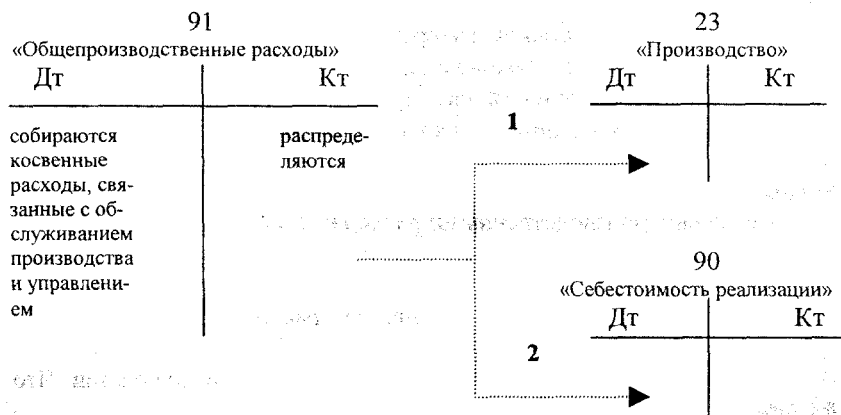 91
«Общепроизводственные расходы»
Дт Кт
собираются
косвенные
расходы, свя-
занные с об-
служиванием
производства
и управлени-
ем
распреде-
ляются
1
23
«Производство»
Дт Кт
2
90
«Себестоимость реализации»
Дт Кт